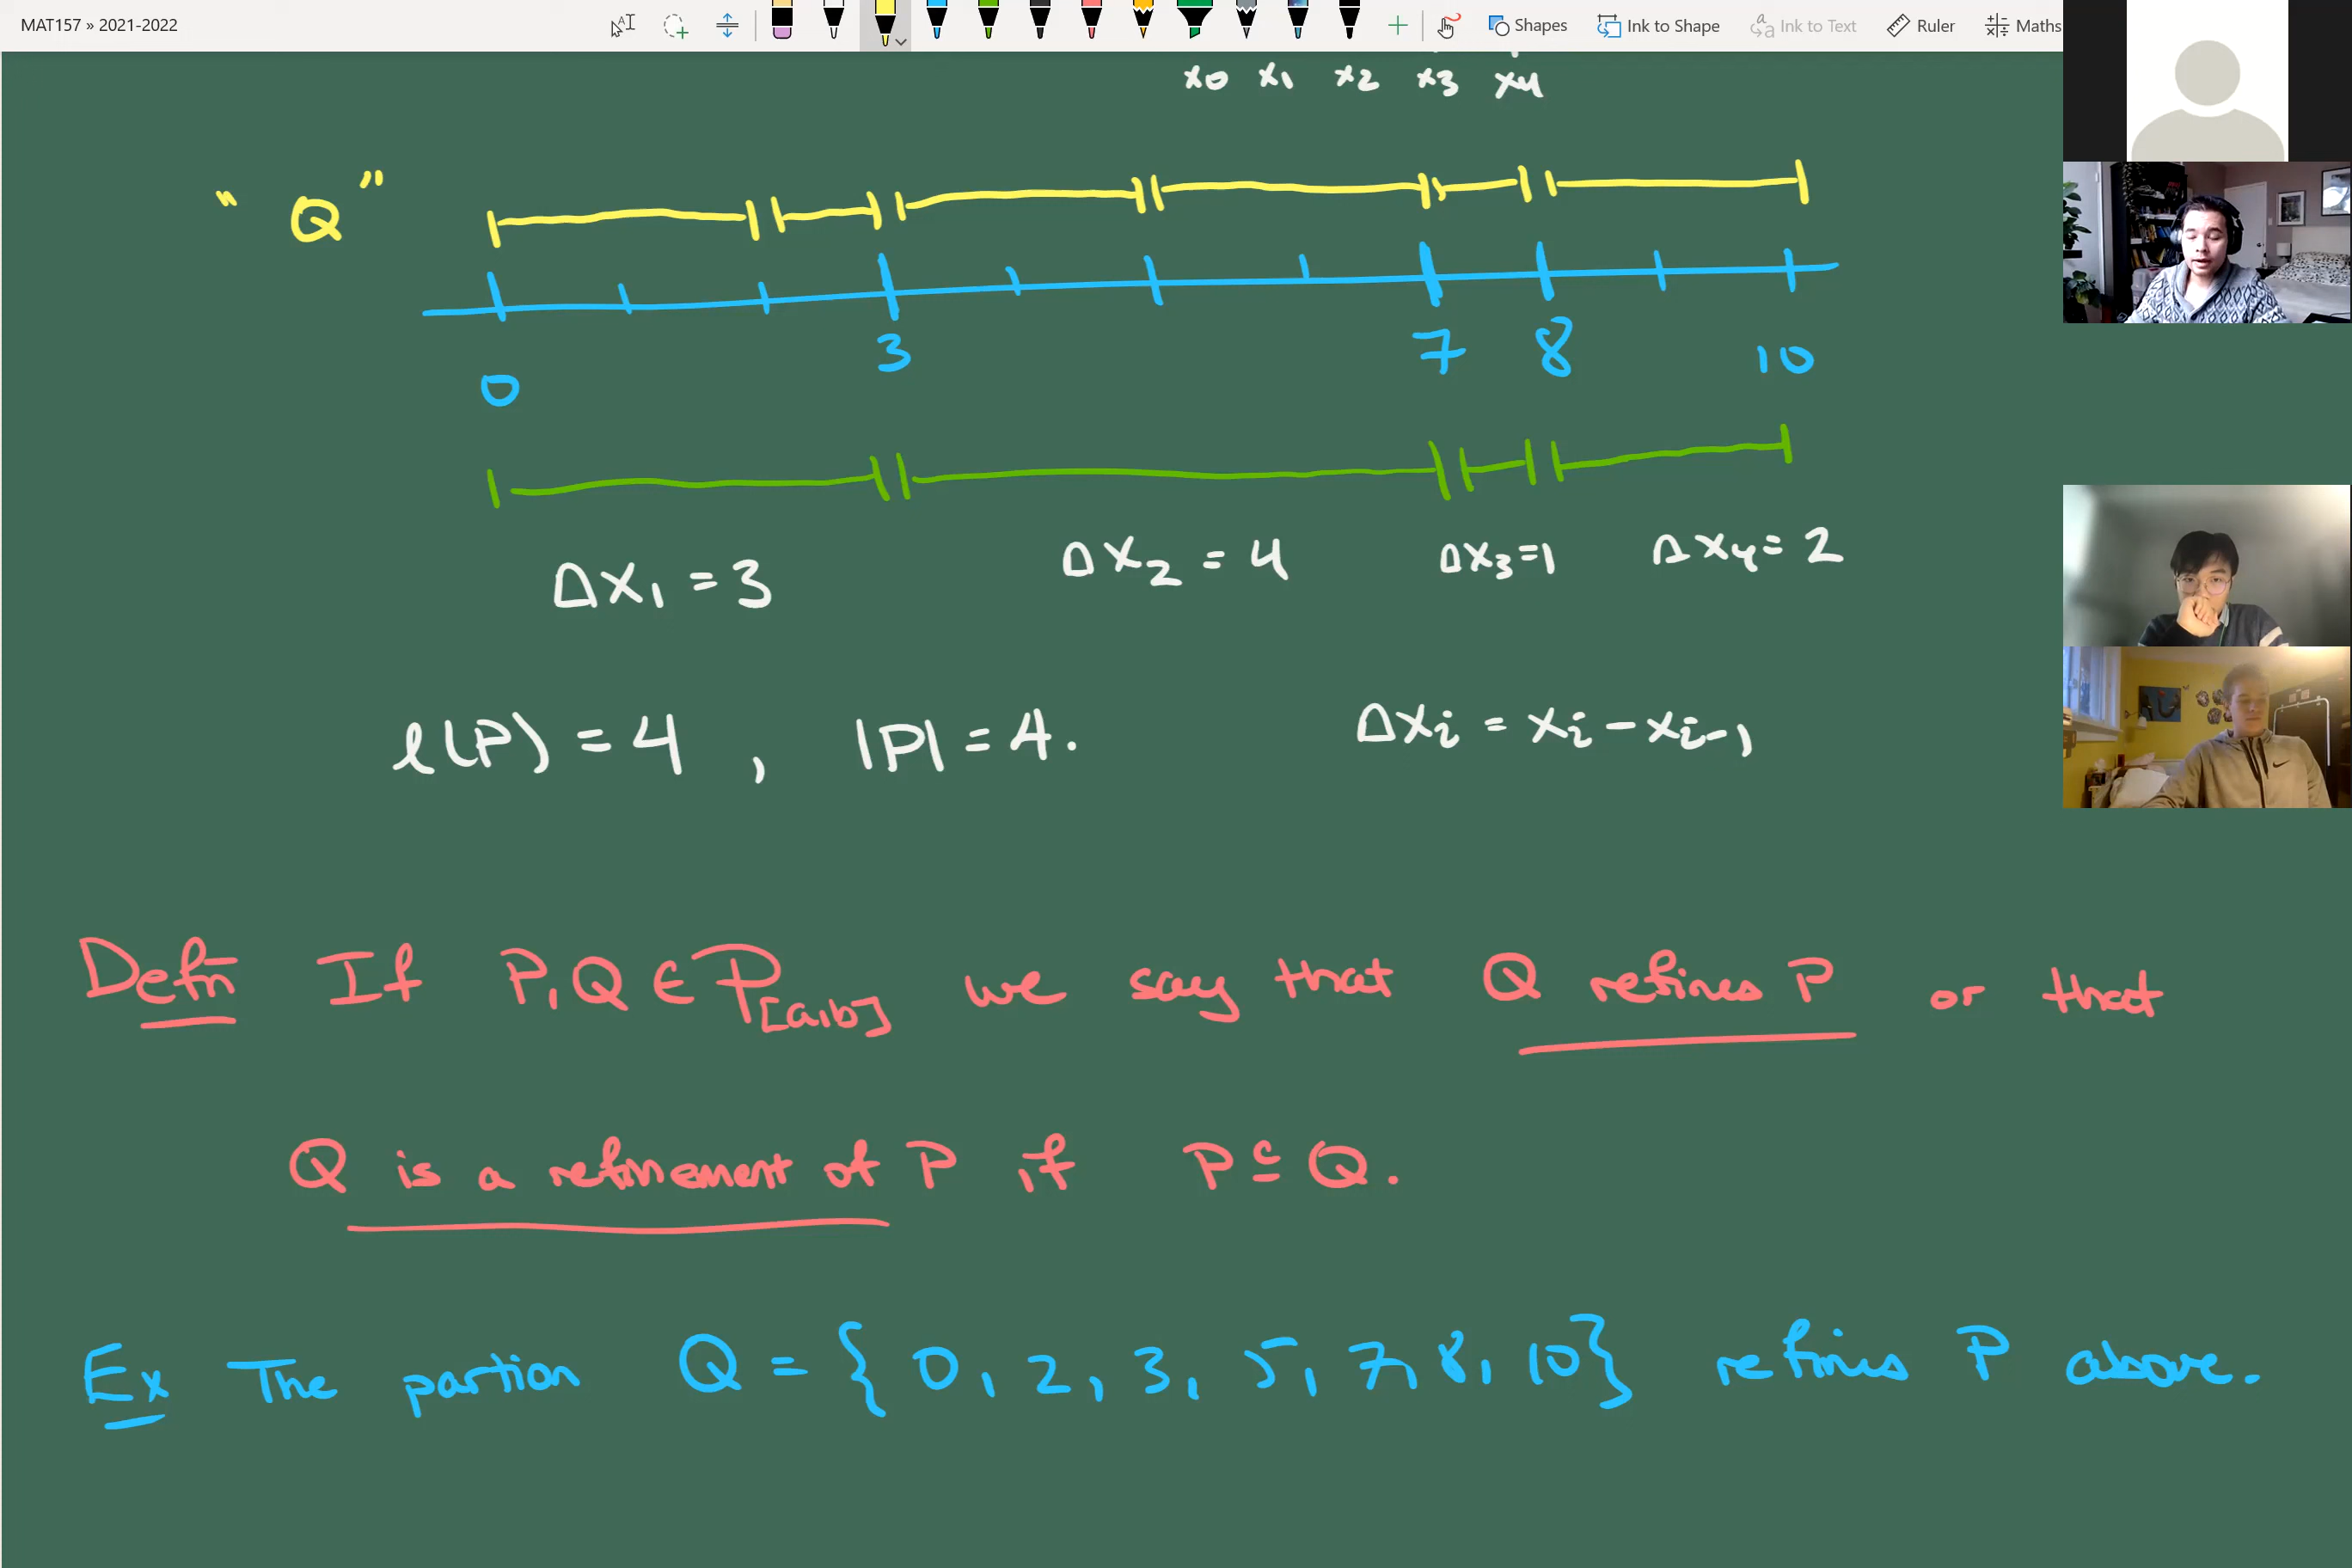 MAT157 » 2021-2022
Shapes Ink to Shape Ink to Text Ruler Maths
x0 x1 x2 x3 x4
"Q"
0 3 7 8 10
Δx₁ = 3 Δx₂ = 4 Δx₃=1 Δx₄= 2
l(P) = 4 , |P| = 4. Δxᵢ = xᵢ - xᵢ₋₁
Defn If P,Q ∈ P[a,b] we say that Q refines P or that
Q is a refinement of P if P ⊆ Q.
Ex The partion Q = { 0, 2, 3, 5, 7, 8, 10} refines P above.